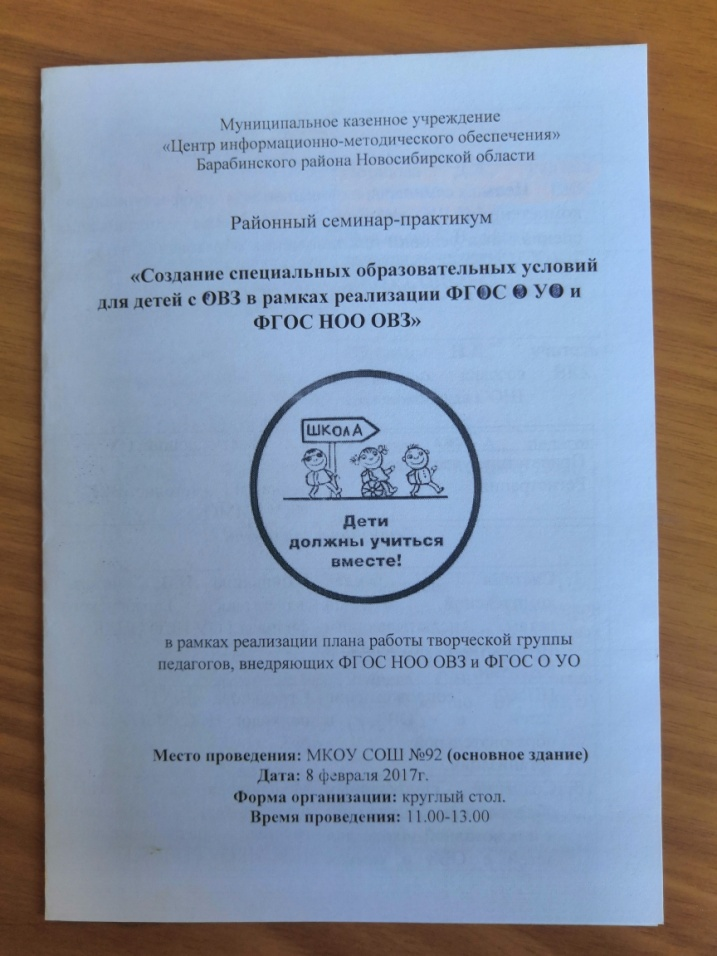 Муниципальное казенное учреждение
«Центр информационно-методического обеспечения»
Барабинского района Новосибирской области
Районный семинар-практикум
«Создание специальных образовательных условий
для детей с ОВЗ в рамках реализации ФГОС О УО и
ФГОС НОО ОВЗ»
ШКОЛА
Дети
должны учиться
вместе!
в рамках реализации плана работы творческой группы
педагогов, внедряющих ФГОС НОО ОВЗ и ФГОС О УО
Место проведения: МКОУ СОШ №92 (основное здание)
Дата: 8 февраля 2017г.
Форма организации: круглый стол.
Время проведения: 11.00-13.00